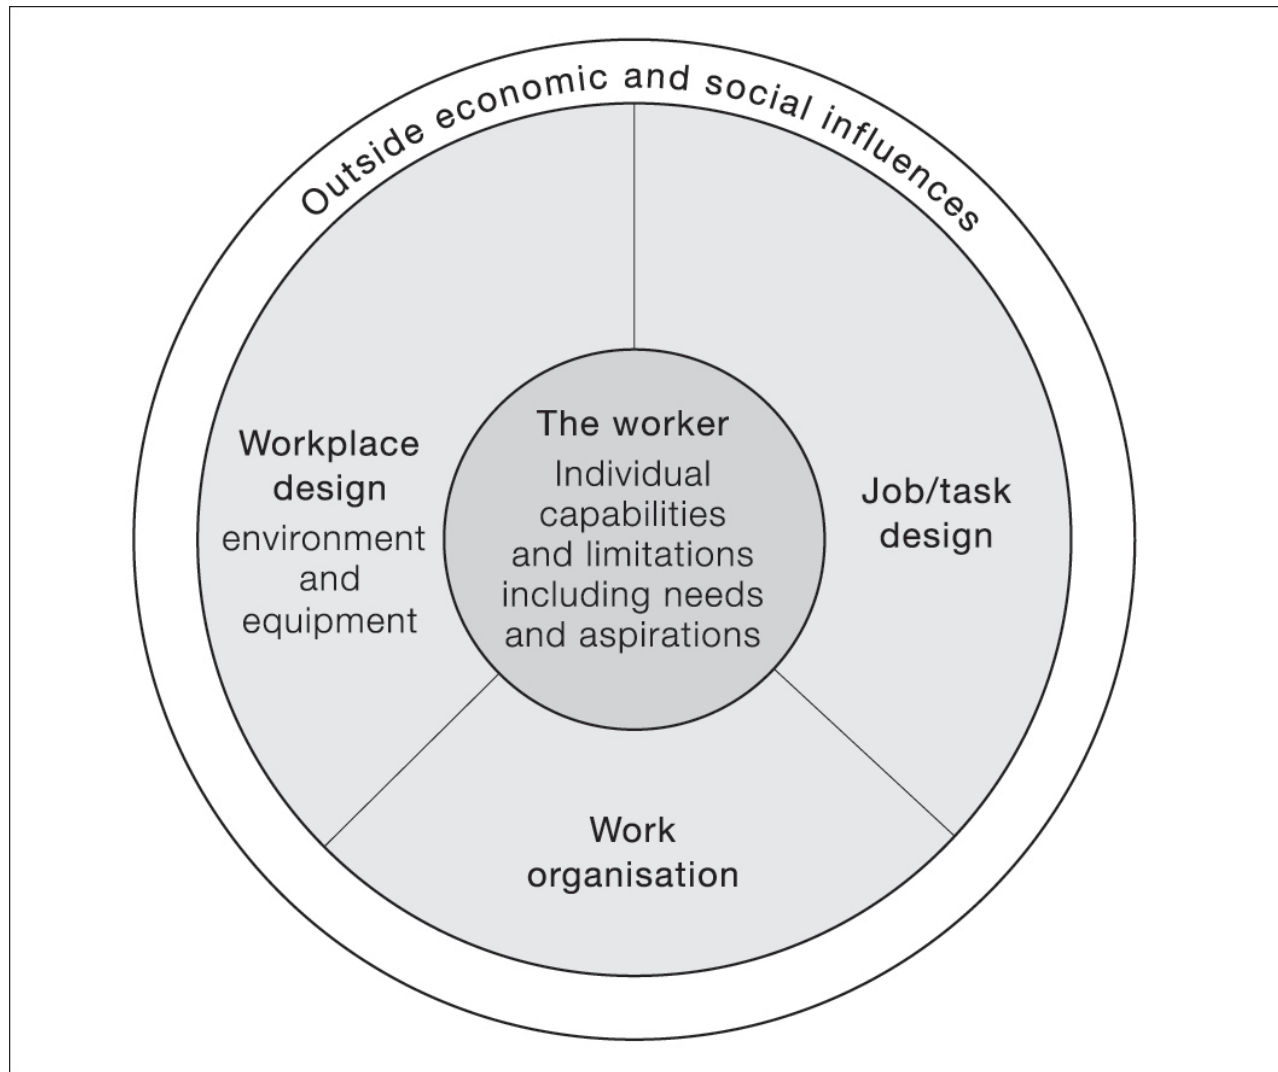 Outside economic and social influences
Workplace
design
environment
and
equipment
The worker
Individual
capabilities
and limitations
including needs
and aspirations
Job/task
design
Work
organisation